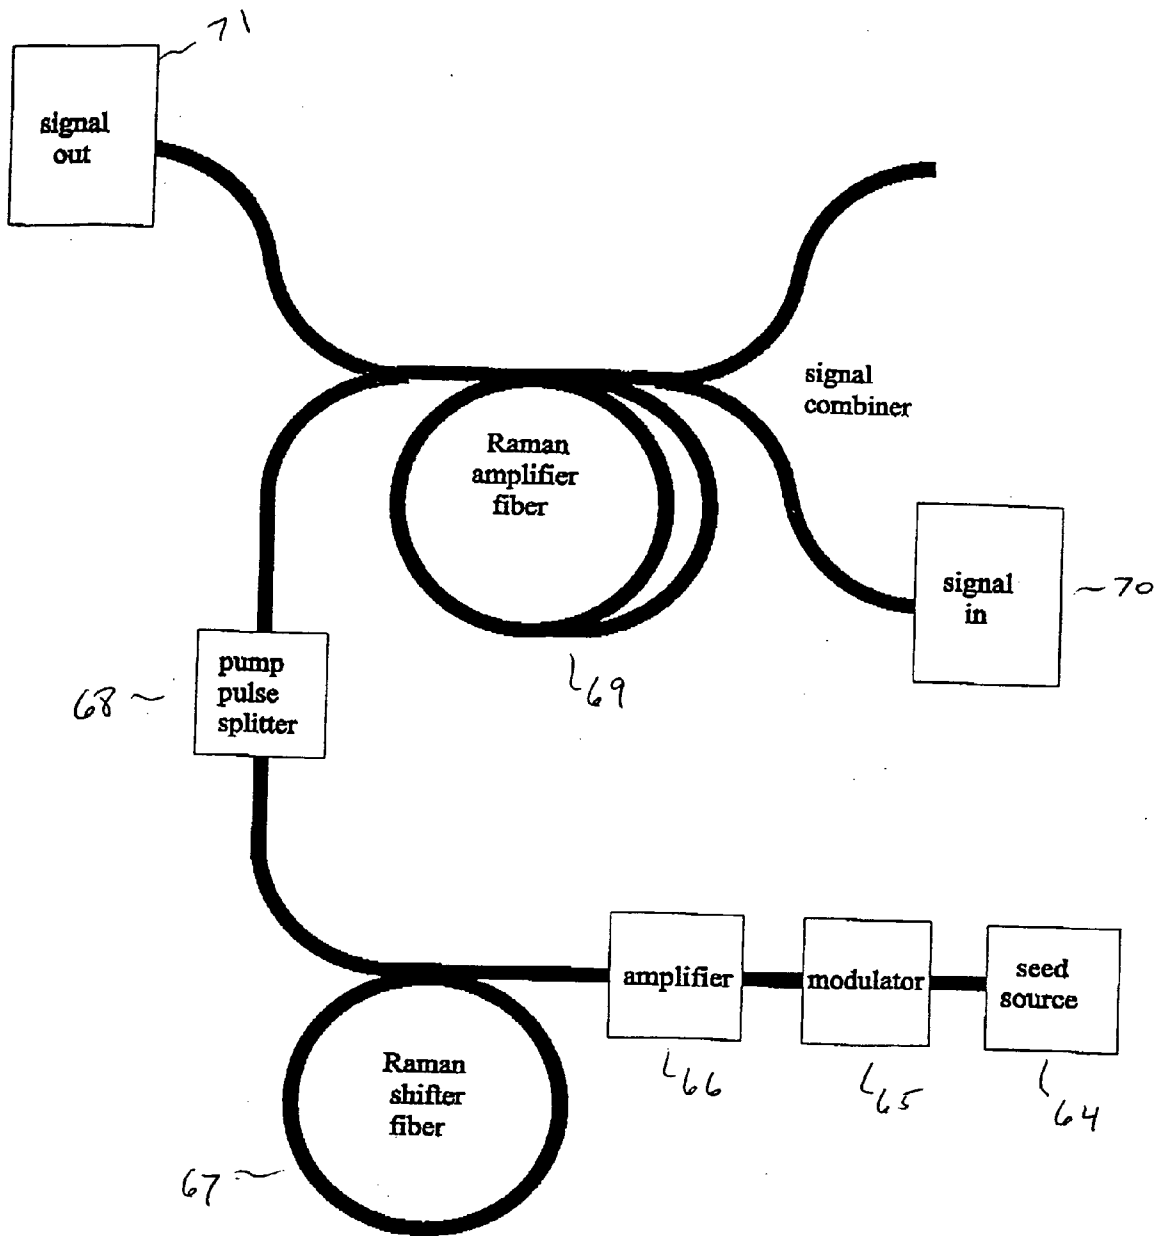 71
signal
out
signal
combiner
Raman
amplifier
fiber
signal
in
70
69
pump
pulse
splitter
68
amplifier
modulator
seed
source
66
65
64
Raman
shifter
fiber
67